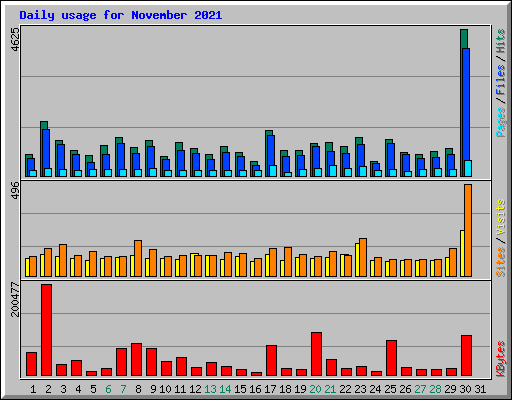 Daily usage for November 2021
4625
Pages / Files / Hits
496
Sites / Visits
200477
KBytes
1 2 3 4 5 6 7 8 9 10 11 12 13 14 15 16 17 18 19 20 21 22 23 24 25 26 27 28 29 30 31